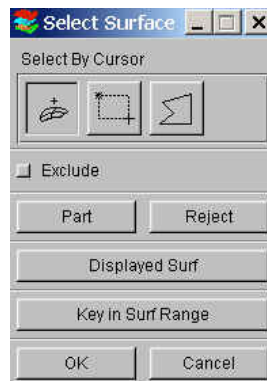 Select Surface
Select By Cursor
Exclude
Part Reject
Displayed Surf
Key in Surf Range
OK Cancel